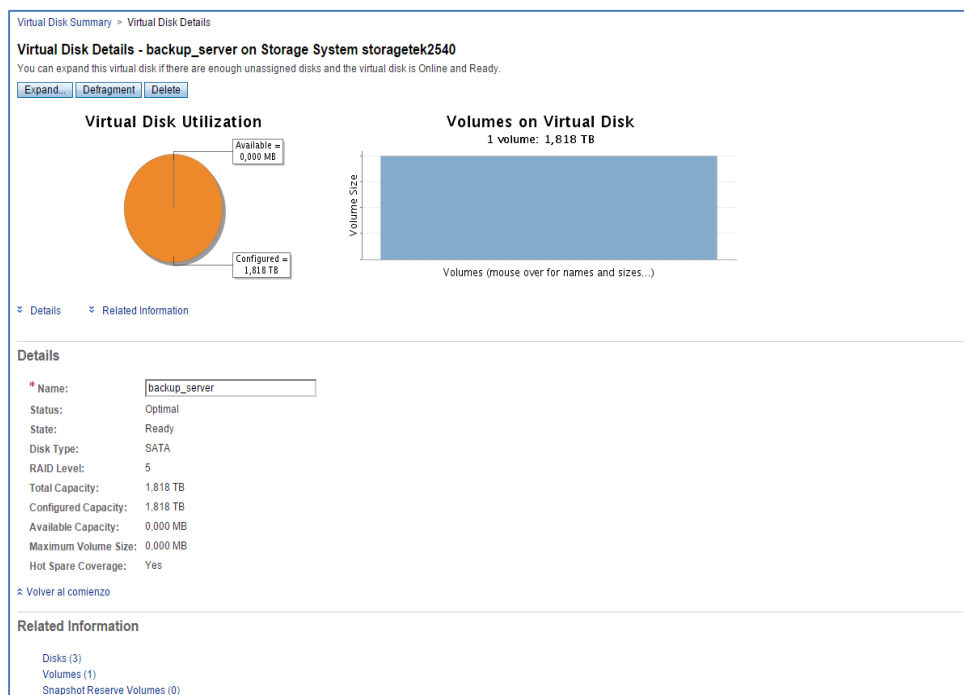 Virtual Disk Summary > Virtual Disk Details
Virtual Disk Details - backup_server on Storage System storagetek2540
You can expand this virtual disk if there are enough unassigned disks and the virtual disk is Online and Ready.
Expand... Defragment Delete
Virtual Disk Utilization
Available =
0,000 MB
Configured =
1,818 TB
Volumes on Virtual Disk
1 volume: 1,818 TB
Volume Size
Volumes (mouse over for names and sizes...)
Details Related Information
Details
* Name: backup_server
Status: Optimal
State: Ready
Disk Type: SATA
RAID Level: 5
Total Capacity: 1,818 TB
Configured Capacity: 1,818 TB
Available Capacity: 0,000 MB
Maximum Volume Size: 0,000 MB
Hot Spare Coverage: Yes
Volver al comienzo
Related Information
Disks (3)
Volumes (1)
Snapshot Reserve Volumes (0)